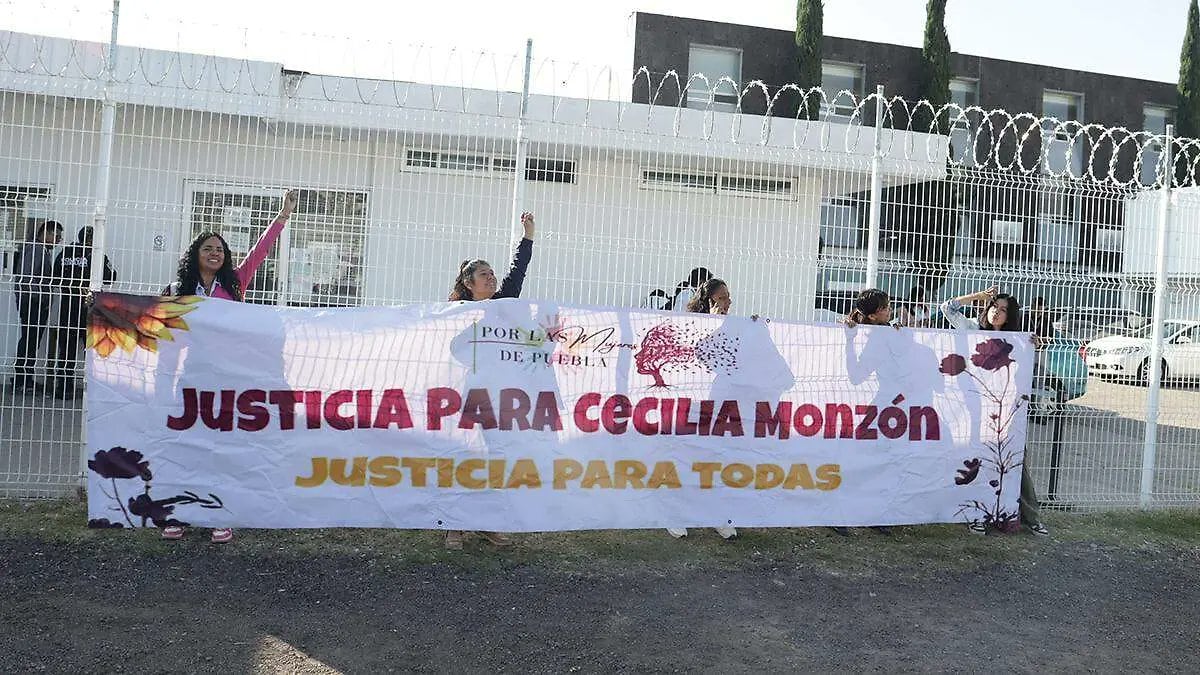 POR LAS Mujeres
DE PUEBLA
JUSTICIA PARA CECILIA MONZÓN
JUSTICIA PARA TODAS